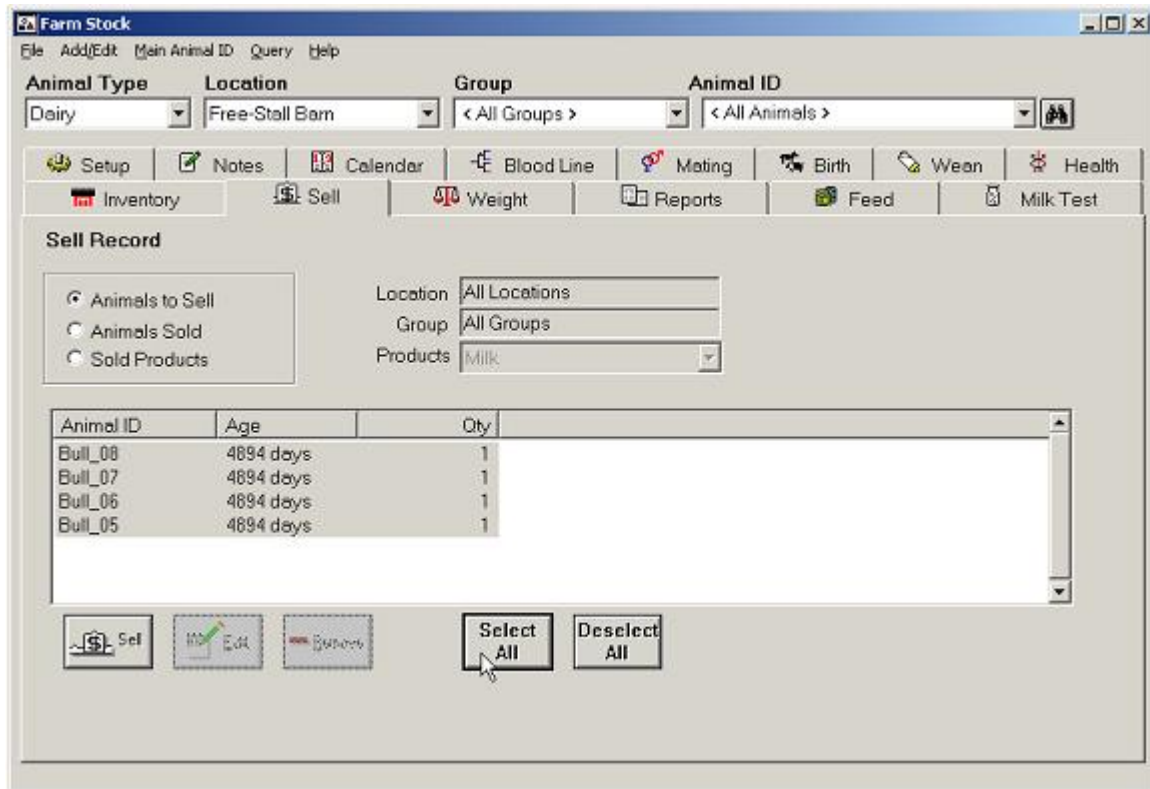 Farm Stock
File Add/Edit Main Animal ID Query Help
Animal Type Location Group Animal ID
Dairy Free-Stall Barn < All Groups > < All Animals >
Setup Notes Calendar Blood Line Mating Birth Wean Health
Inventory Sell Weight Reports Feed Milk Test
Sell Record
Animals to Sell
Animals Sold
Sold Products
Location All Locations
Group All Groups
Products Milk
Animal ID Age Qty
Bull_08 4894 days 1
Bull_07 4894 days 1
Bull_06 4894 days 1
Bull_05 4894 days 1
Sell Edit Remove Select All Deselect All